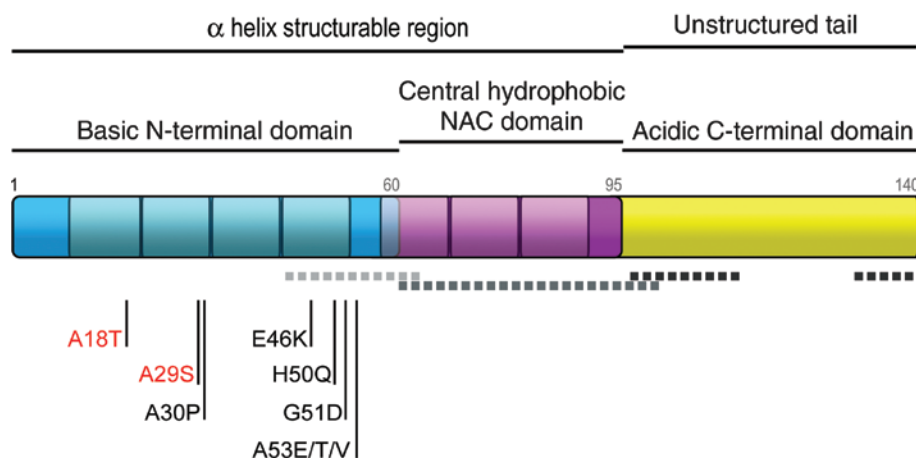 α helix structurable region
Unstructured tail
Central hydrophobic
NAC domain
Basic N-terminal domain
Acidic C-terminal domain
1
60
95
140
A18T
E46K
A29S
H50Q
A30P
G51D
A53E/T/V